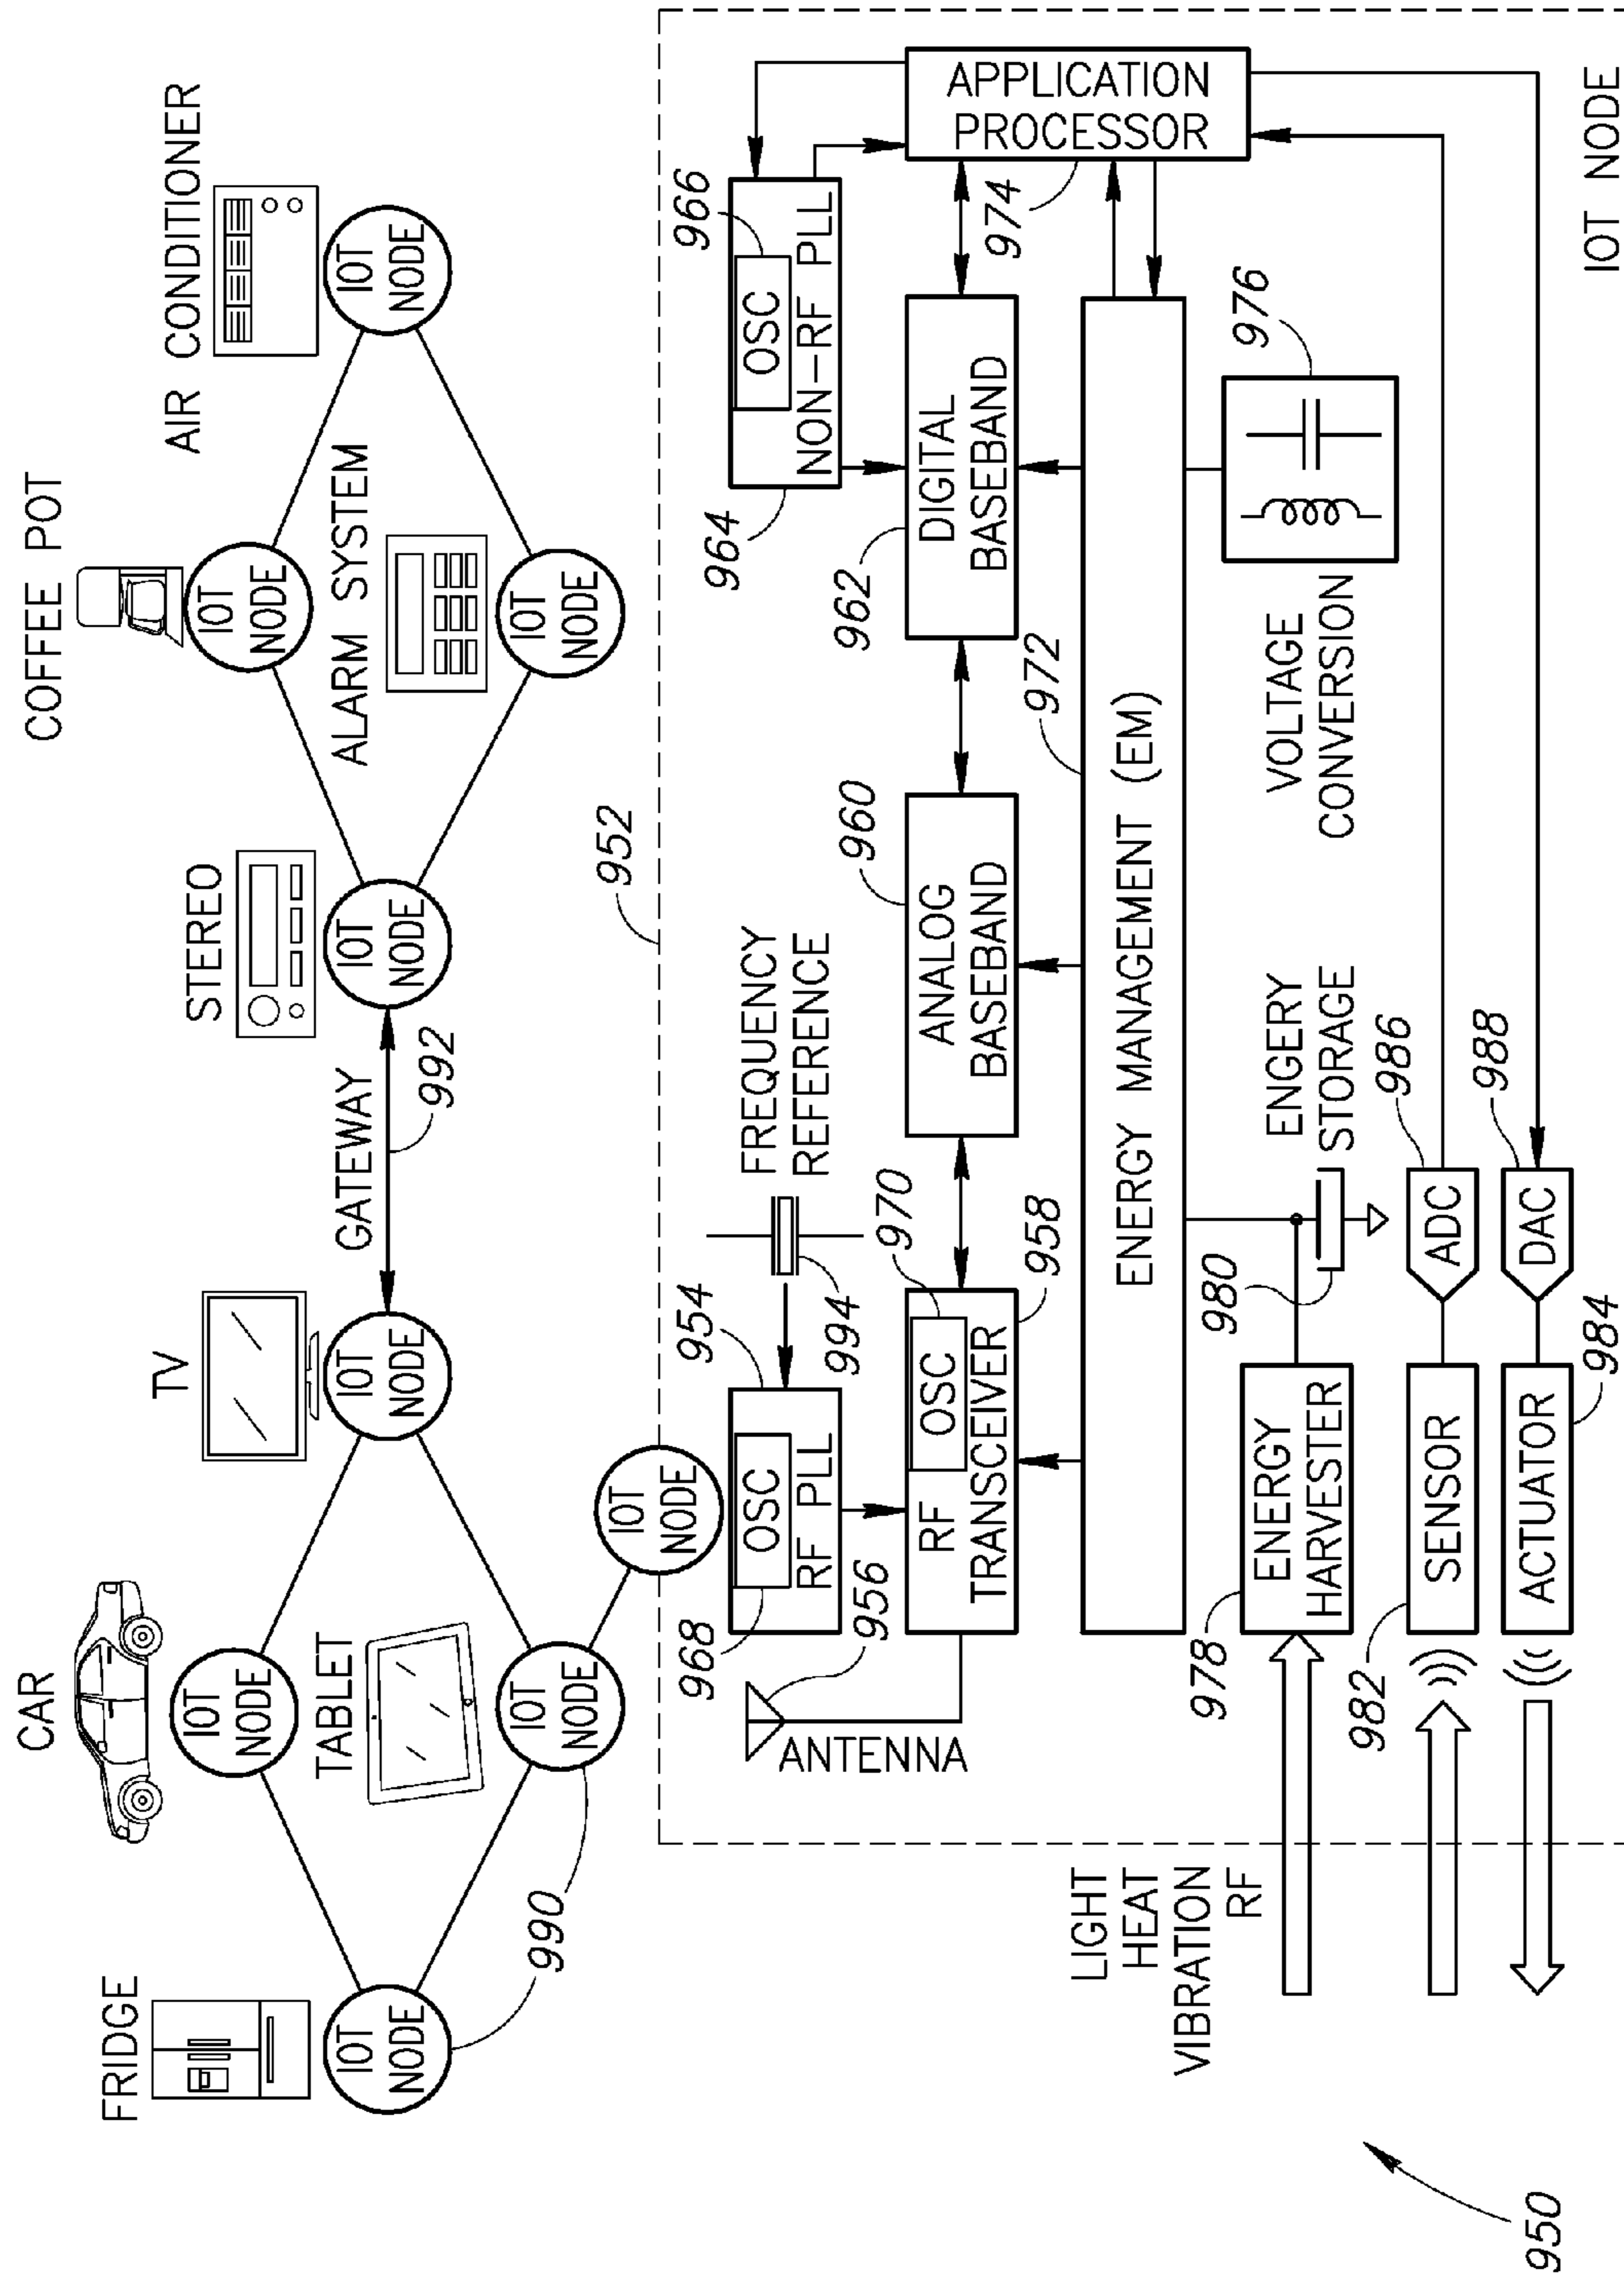 COFFEE POT
CAR
FRIDGE
TV
STEREO
AIR CONDITIONER
IOT
NODE
IOT
NODE
IOT
NODE
IOT
NODE
GATEWAY
992
IOT
NODE
IOT
NODE
TABLET
ALARM SYSTEM
IOT
NODE
IOT
NODE
990
IOT
NODE
952
968
OSC
RF PLL
954
FREQUENCY
REFERENCE
994
964
966
OSC
NON-RF PLL
956
ANTENNA
RF
TRANSCEIVER
OSC
970
958
ANALOG
BASEBAND
960
DIGITAL
BASEBAND
962
APPLICATION
PROCESSOR
974
ENERGY MANAGEMENT (EM)
972
LIGHT
HEAT
VIBRATION
RF
978
ENERGY
HARVESTER
980
ENGERY
STORAGE
VOLTAGE
CONVERSION
976
982
SENSOR
ADC
986
ACTUATOR
984
DAC
988
IOT NODE
950